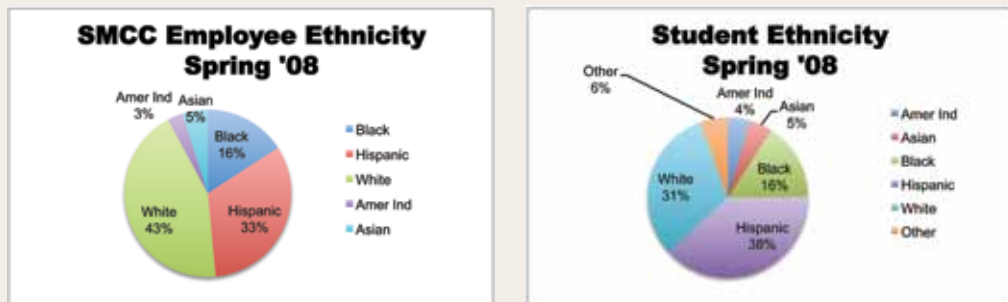 SMCC Employee Ethnicity
Spring '08
Amer Ind
3%
Asian
5%
Black
16%
White
43%
Hispanic
33%
Black
Hispanic
White
Amer Ind
Asian
Student Ethnicity
Spring '08
Other
6%
Amer Ind
4%
Asian
5%
Black
16%
White
31%
Hispanic
38%
Amer Ind
Asian
Black
Hispanic
White
Other